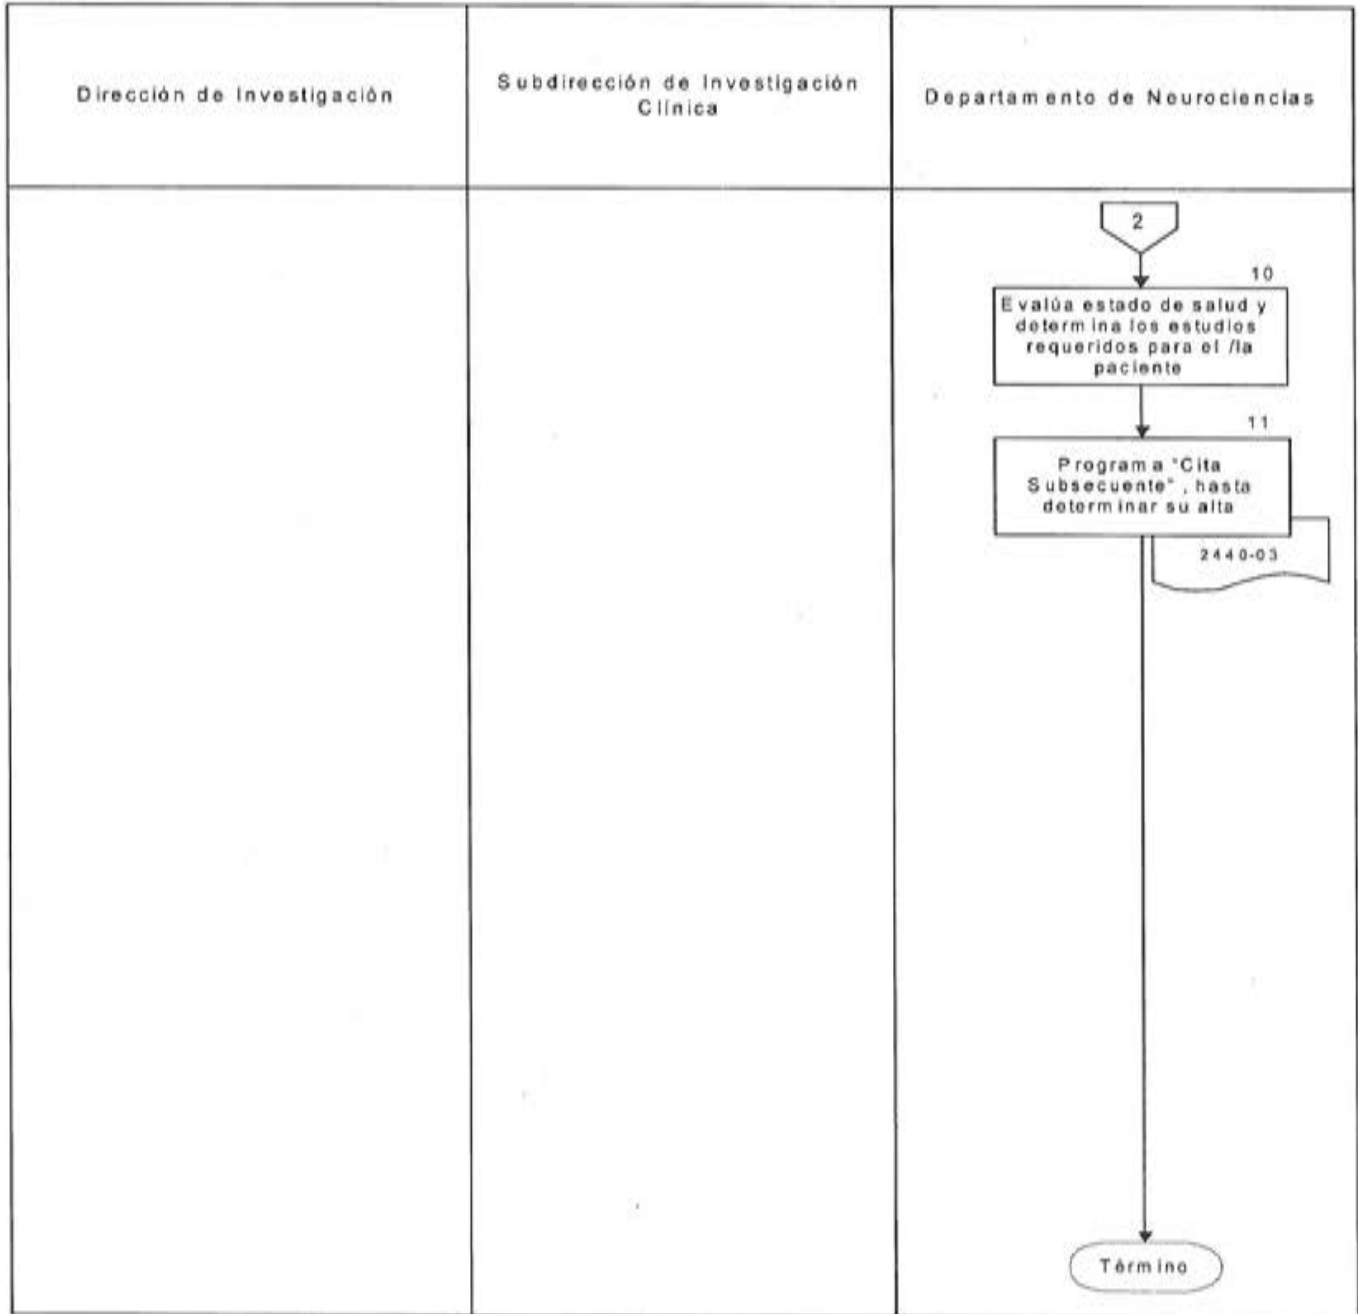 Dirección de Investigación
Subdirección de Investigación
Clínica
Departamento de Neurociencias
2
10
Evalúa estado de salud y
determina los estudios
requeridos para el /la
paciente
11
Programa "Cita
Subsecuente", hasta
determinar su alta
2440-03
Término